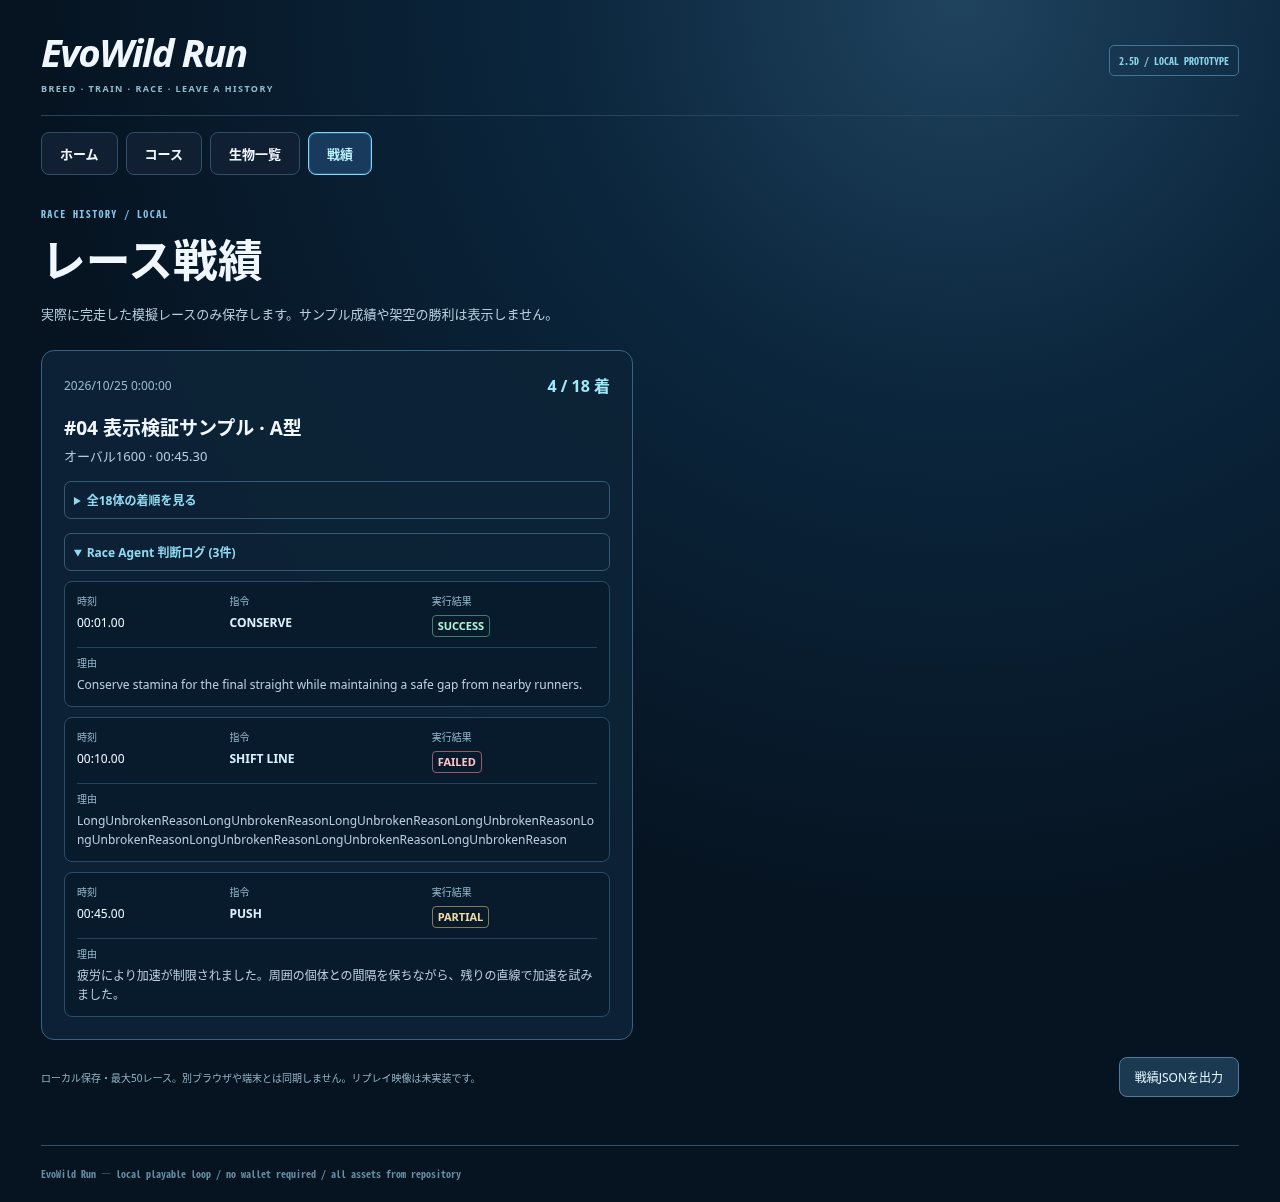 EvoWild Run
BREED · TRAIN · RACE · LEAVE A HISTORY
2.5D / LOCAL PROTOTYPE
ホーム
コース
生物一覧
戦績
RACE HISTORY / LOCAL
レース戦績
実際に完走した模擬レースのみ保存します。サンプル成績や架空の勝利は表示しません。
2026/10/25 0:00:00
4 / 18 着
#04 表示検証サンプル · A型
オーバル1600 · 00:45.30
▶ 全18体の着順を見る
▼ Race Agent 判断ログ (3件)
時刻 指令 実行結果
00:01.00 CONSERVE SUCCESS
理由
Conserve stamina for the final straight while maintaining a safe gap from nearby runners.
時刻 指令 実行結果
00:10.00 SHIFT LINE FAILED
理由
LongUnbrokenReasonLongUnbrokenReasonLongUnbrokenReasonLongUnbrokenReasonLo
ngUnbrokenReasonLongUnbrokenReasonLongUnbrokenReasonLongUnbrokenReason
時刻 指令 実行結果
00:45.00 PUSH PARTIAL
理由
疲労により加速が制限されました。周囲の個体との間隔を保ちながら、残りの直線で加速を試み
ました。
ローカル保存・最大50レース。別ブラウザや端末とは同期しません。リプレイ映像は未実装です。
戦績JSONを出力
EvoWild Run — local playable loop / no wallet required / all assets from repository